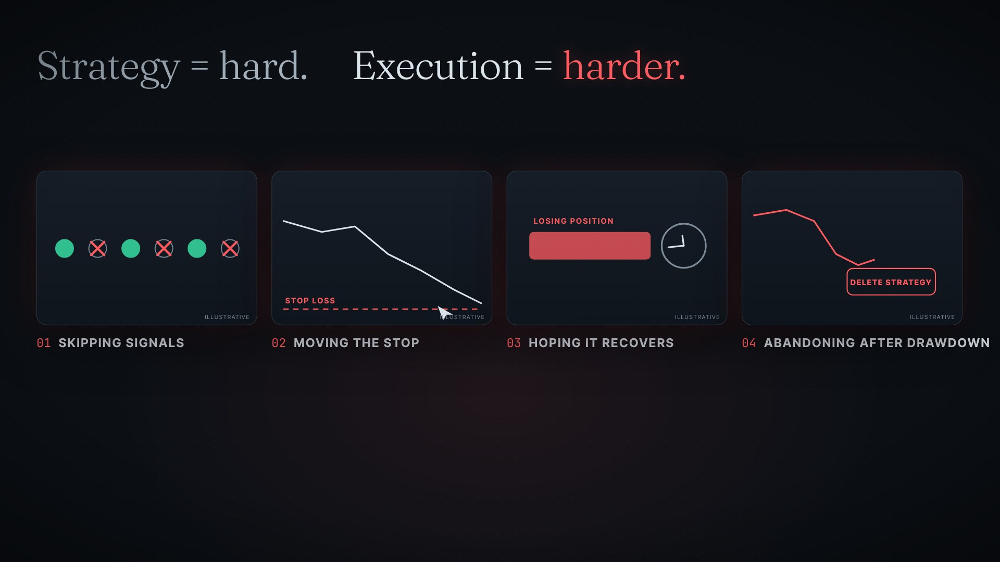 Strategy = hard. Execution = harder.
ILLUSTRATIVE
01 SKIPPING SIGNALS
STOP LOSS
ILLUSTRATIVE
02 MOVING THE STOP
LOSING POSITION
ILLUSTRATIVE
03 HOPING IT RECOVERS
DELETE STRATEGY
ILLUSTRATIVE
04 ABANDONING AFTER DRAWDOWN